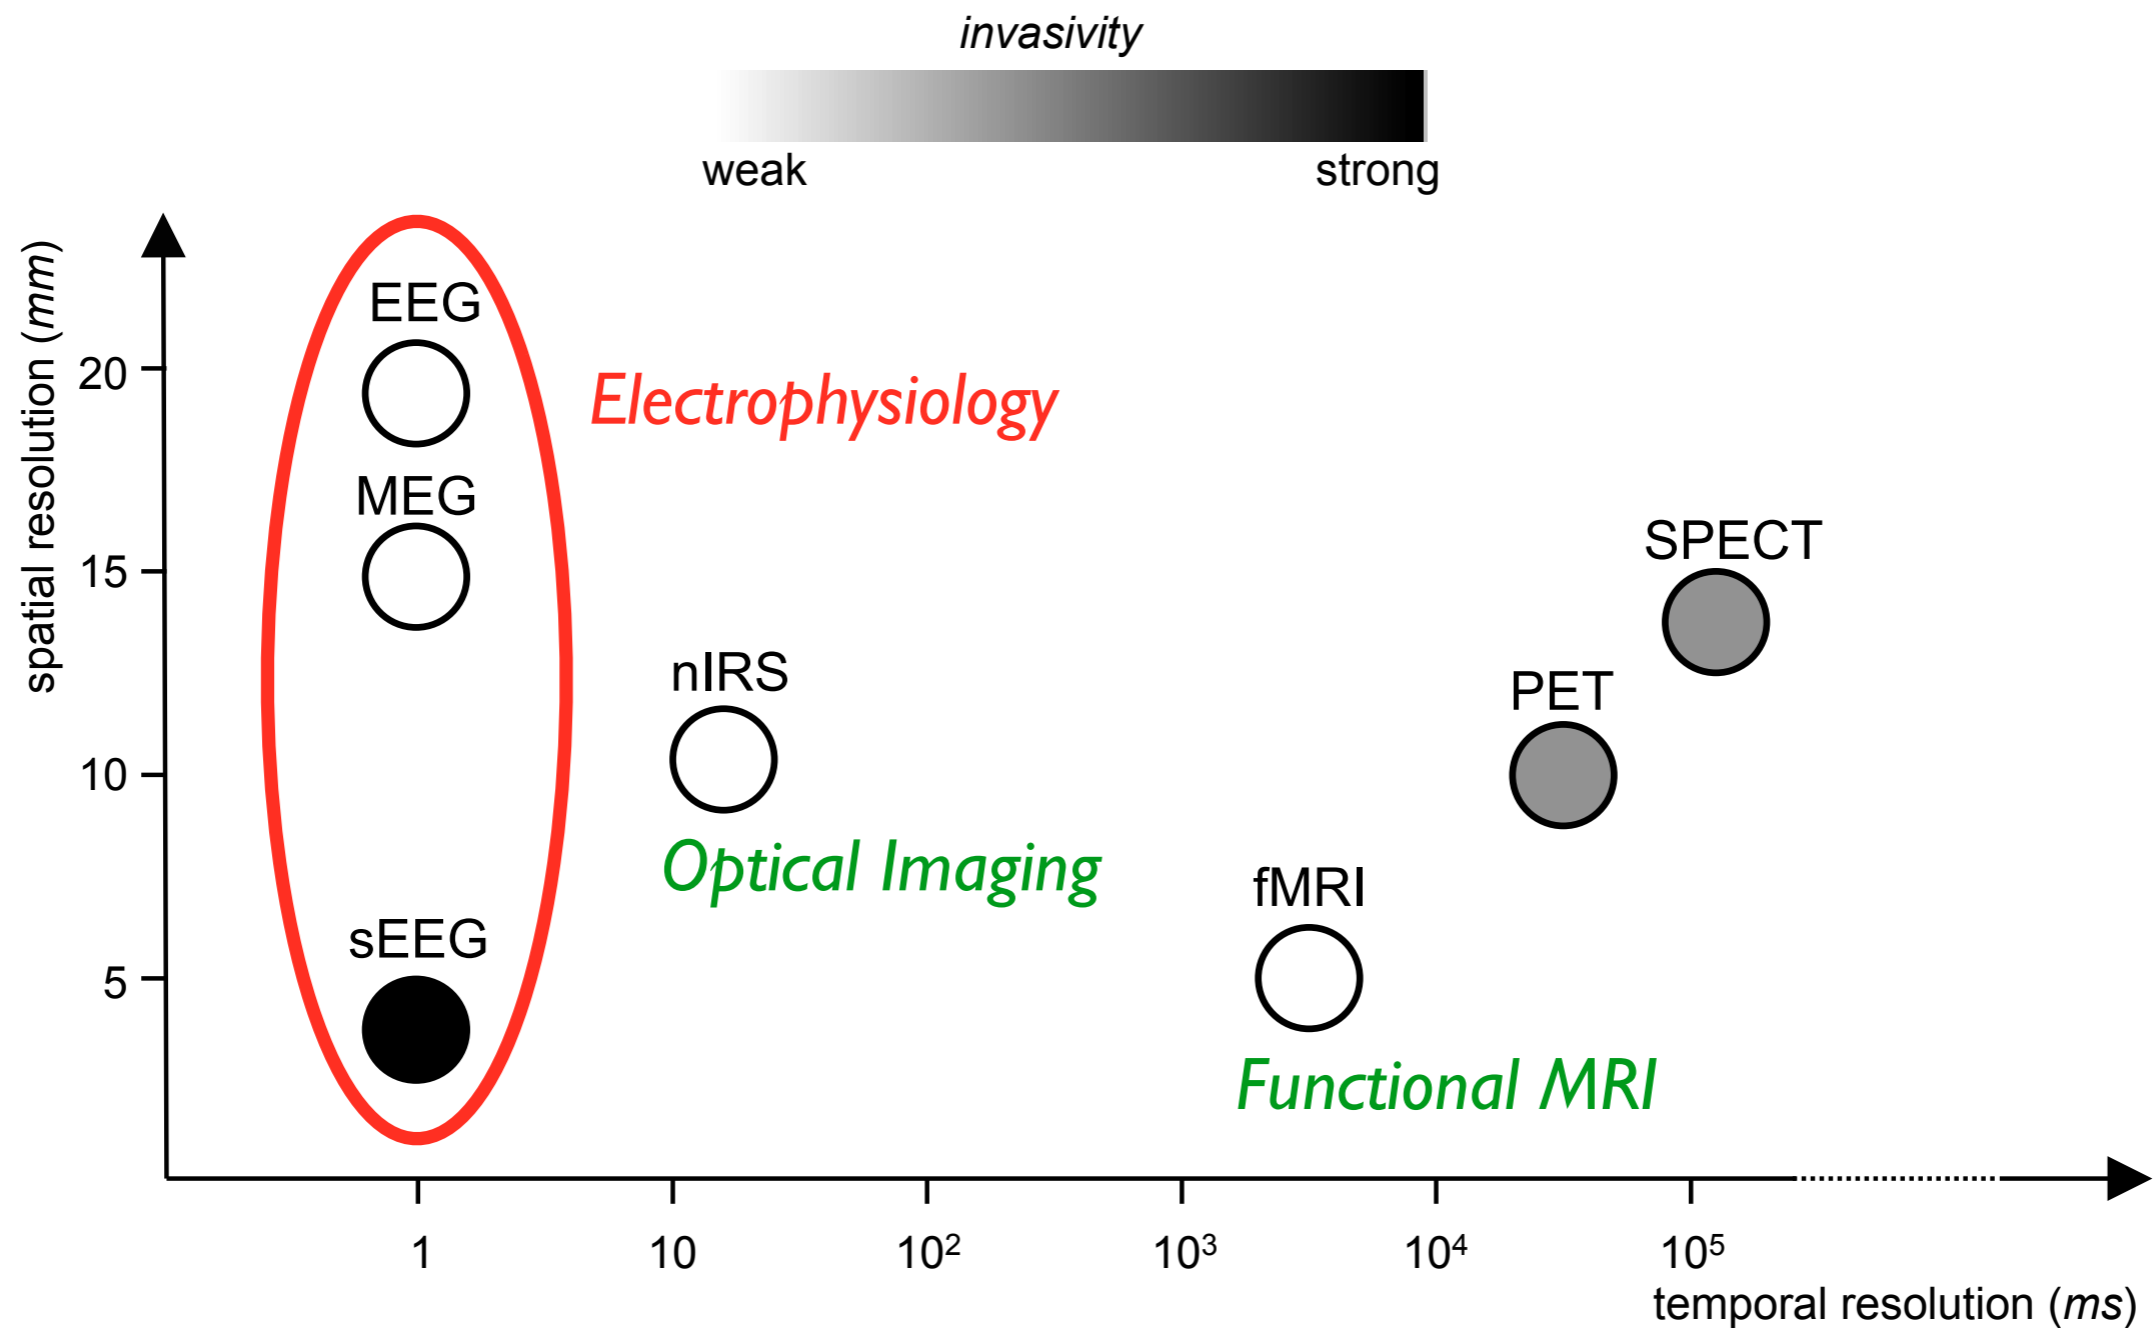 invasivity
weak strong
spatial resolution (mm)
EEG
20
Electrophysiology
MEG
SPECT
15
nIRS
PET
10
Optical Imaging
fMRI
sEEG
5
Functional MRI
1 10 10² 10³ 10⁴ 10⁵
temporal resolution (ms)